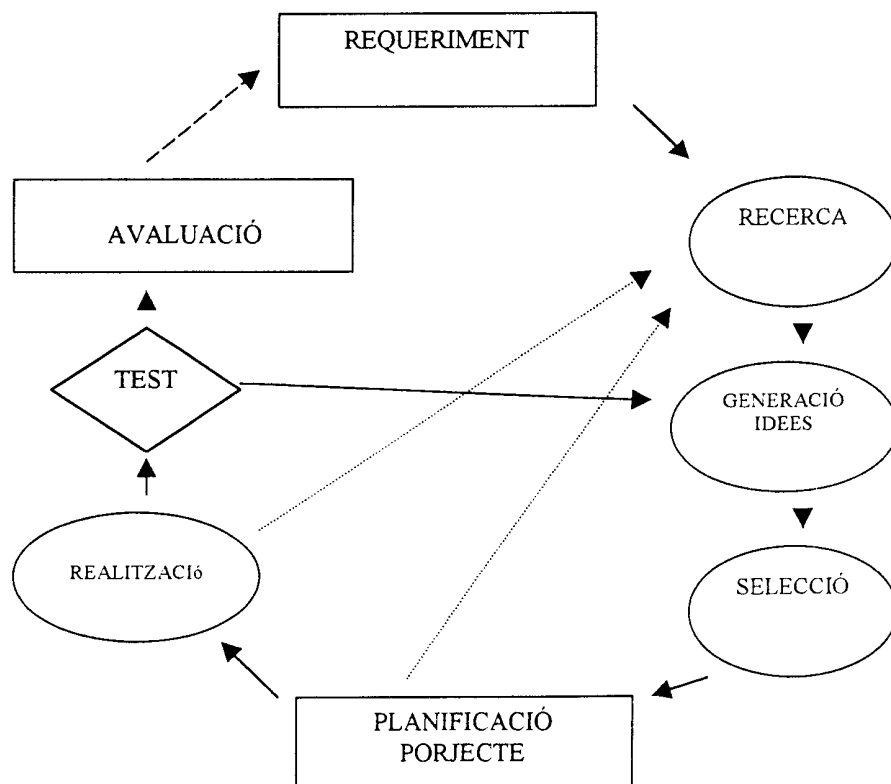 REQUERIMENT
RECERCA
AVALUACIÓ
TEST
GENERACIÓ
IDEES
REALITZACIó
SELECCIÓ
PLANIFICACIÓ
PORJECTE